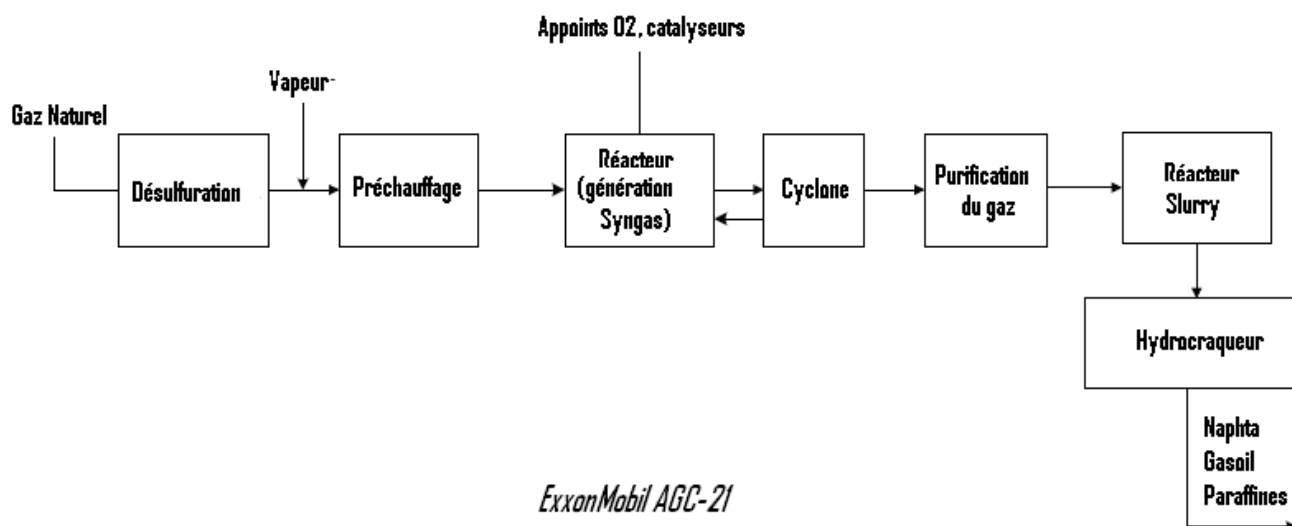 Appoints O2, catalyseurs
Vapeur-
Gaz Naturel
Désulfuration
Préchauffage
Réacteur
(génération
Syngas)
Cyclone
Purification
du gaz
Réacteur
Slurry
Hydrocraqueur
Naphta
Gasoil
Paraffines
ExxonMobil AGC-21